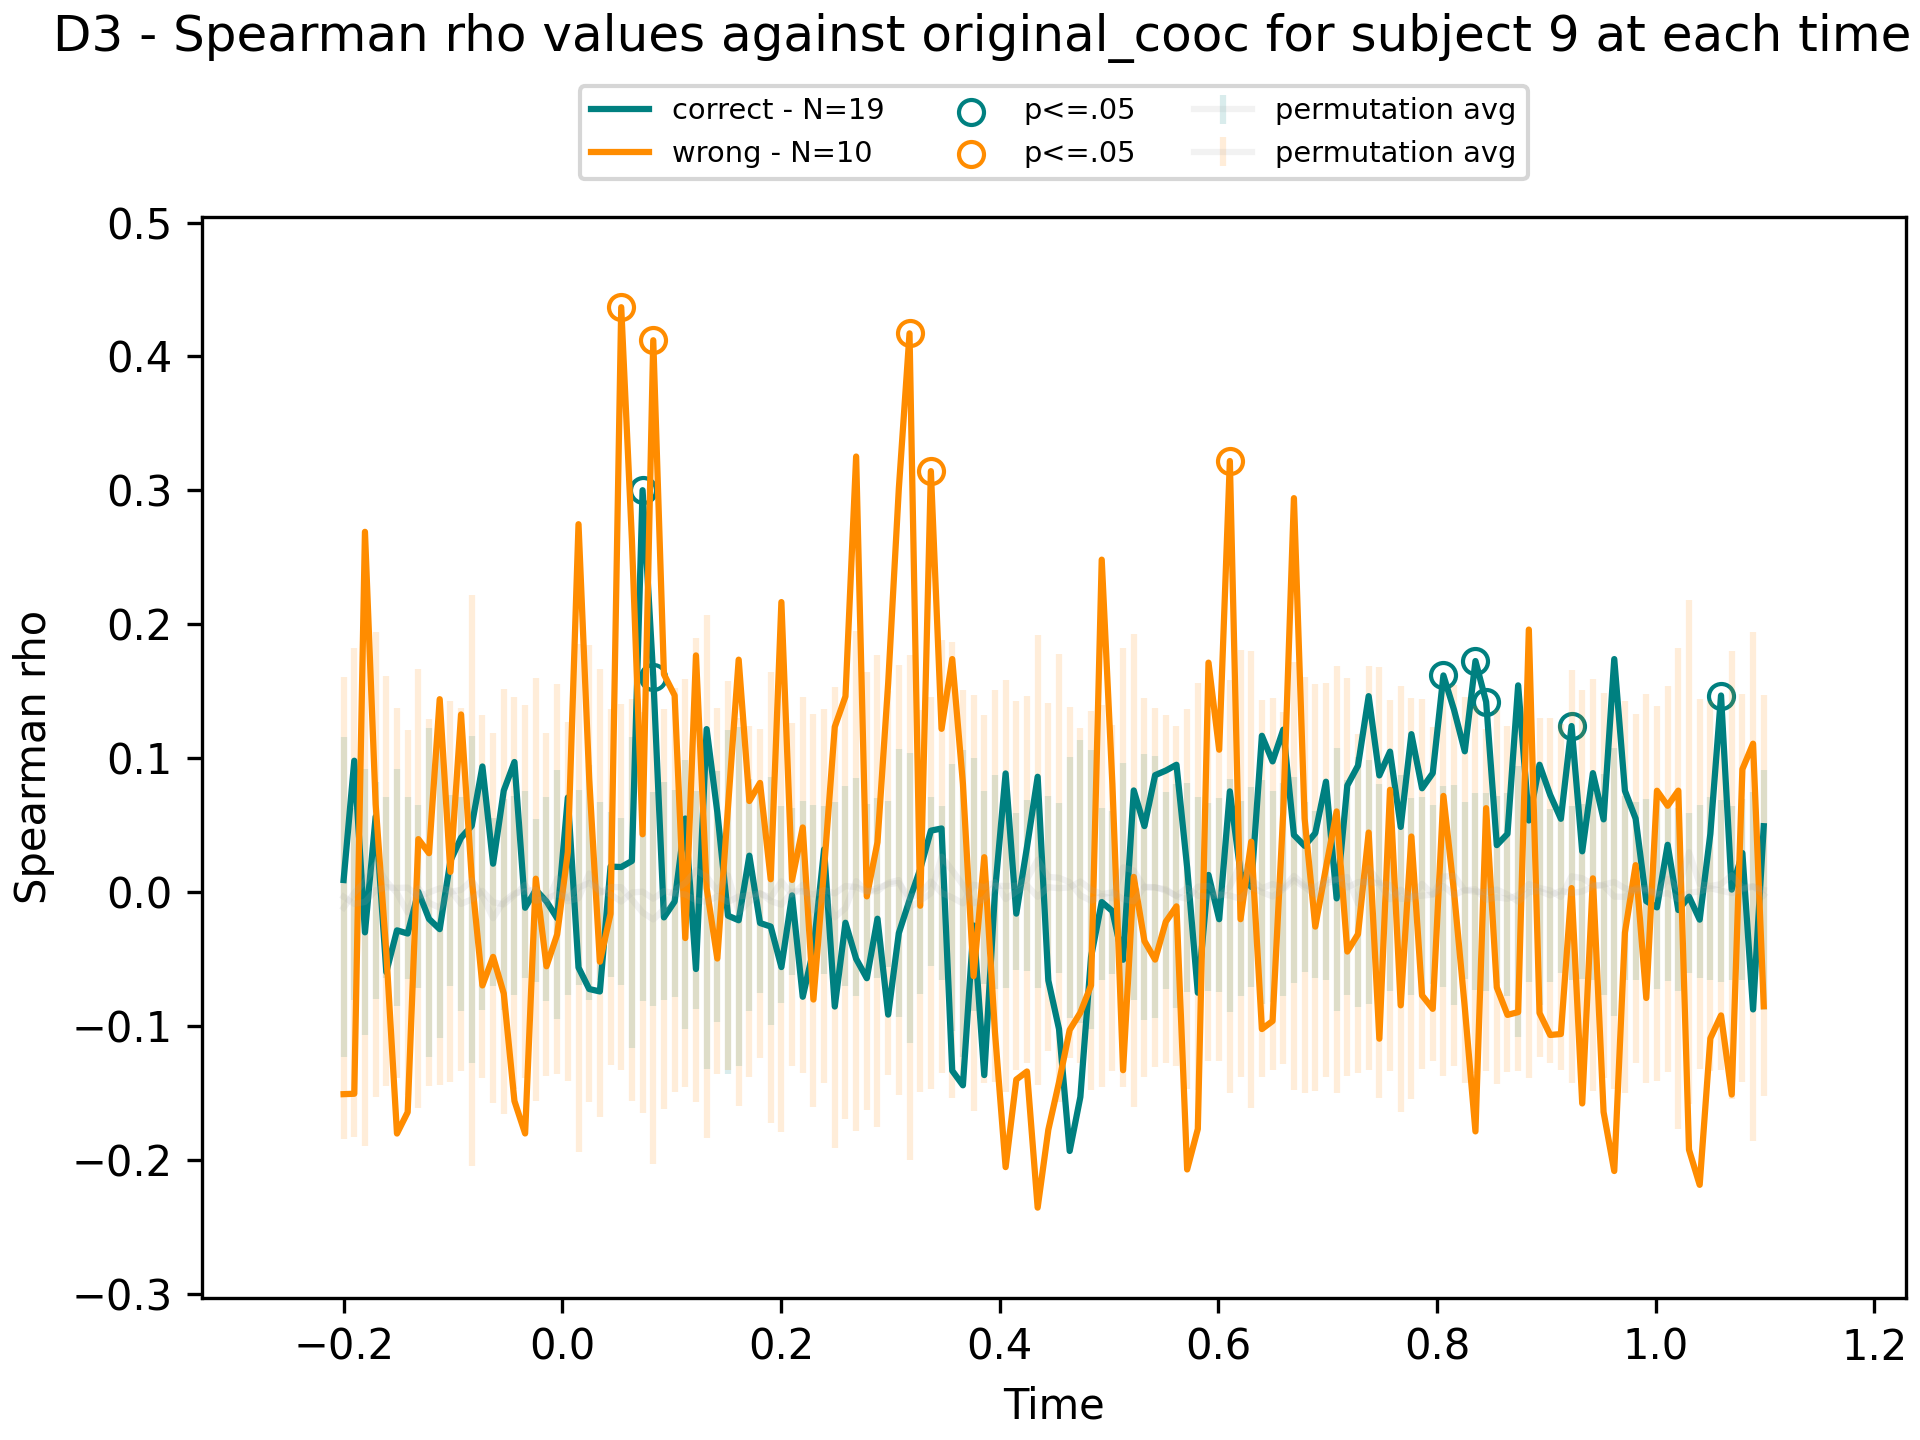 D3 - Spearman rho values against original_cooc for subject 9 at each time
correct - N=19
wrong - N=10
p<=.05
p<=.05
permutation avg
permutation avg
Spearman rho
0.5
0.4
0.3
0.2
0.1
0.0
−0.1
−0.2
−0.3
−0.2 0.0 0.2 0.4 0.6 0.8 1.0 1.2
Time